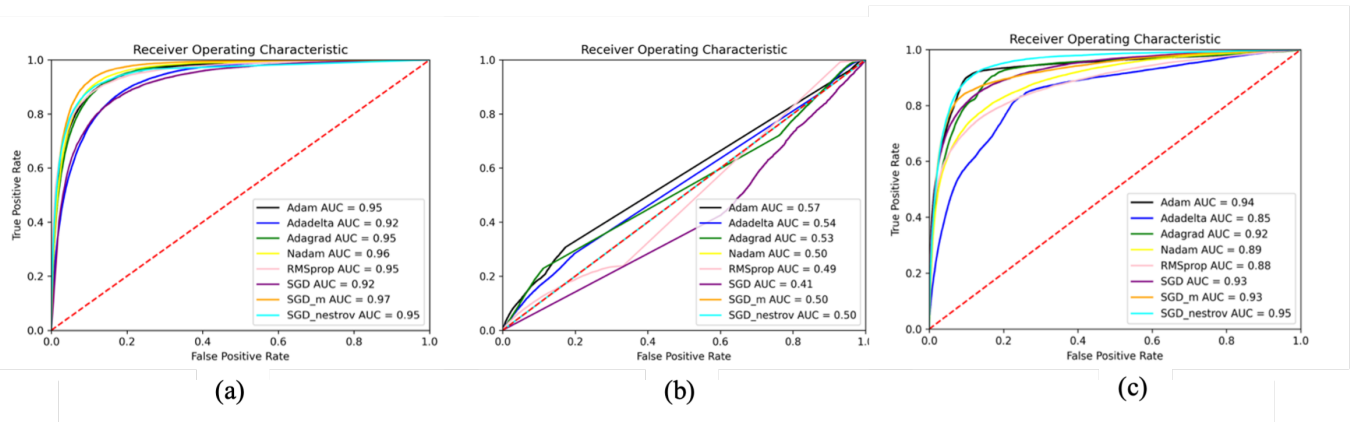 Receiver Operating Characteristic
1.0
0.8
0.6
0.4
0.2
0.0
True Positive Rate
Adam AUC = 0.95
Adadelta AUC = 0.92
Adagrad AUC = 0.95
Nadam AUC = 0.96
RMSprop AUC = 0.95
SGD AUC = 0.92
SGD_m AUC = 0.97
SGD_nestrov AUC = 0.95
0.0 0.2 0.4 0.6 0.8 1.0
False Positive Rate
(a)
Receiver Operating Characteristic
1.0
0.8
0.6
0.4
0.2
0.0
Adam AUC = 0.57
Adadelta AUC = 0.54
Adagrad AUC = 0.53
Nadam AUC = 0.50
RMSprop AUC = 0.49
SGD AUC = 0.41
SGD_m AUC = 0.50
SGD_nestrov AUC = 0.50
0.0 0.2 0.4 0.6 0.8 1.0
False Positive Rate
(b)
Receiver Operating Characteristic
1.0
0.8
0.6
0.4
0.2
0.0
True Positive Rate
Adam AUC = 0.94
Adadelta AUC = 0.85
Adagrad AUC = 0.92
Nadam AUC = 0.89
RMSprop AUC = 0.88
SGD AUC = 0.93
SGD_m AUC = 0.93
SGD_nestrov AUC = 0.95
0.0 0.2 0.4 0.6 0.8 1.0
False Positive Rate
(c)